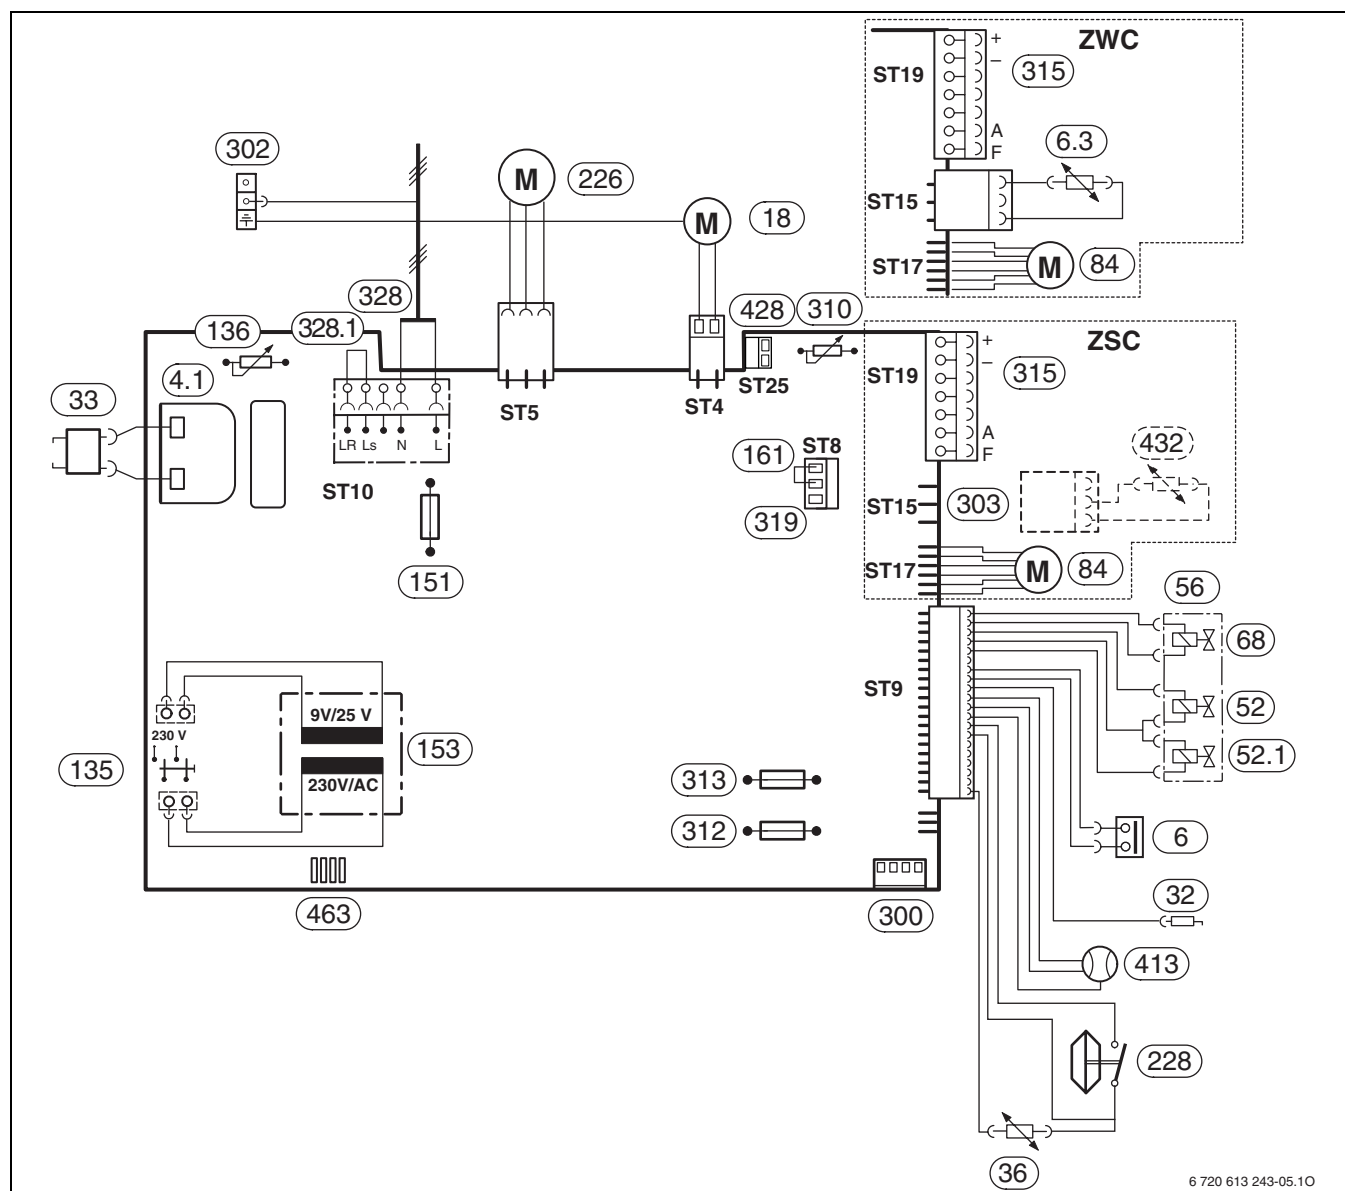 ZWC
+
–
ST19
315
A
F
6.3
ST15
ST17
M
84
302
M
226
M
18
328
428
310
136
328.1
4.1
33
LR Ls N L
ST10
ST5
ST4
ST25
151
161
ST8
319
ZSC
+
–
ST19
315
A
F
432
ST15
303
ST17
M
84
56
68
ST9
52
52.1
9V/25 V
230 V
153
135
230V/AC
313
312
6
463
300
32
413
228
36
6 720 613 243-05.1O